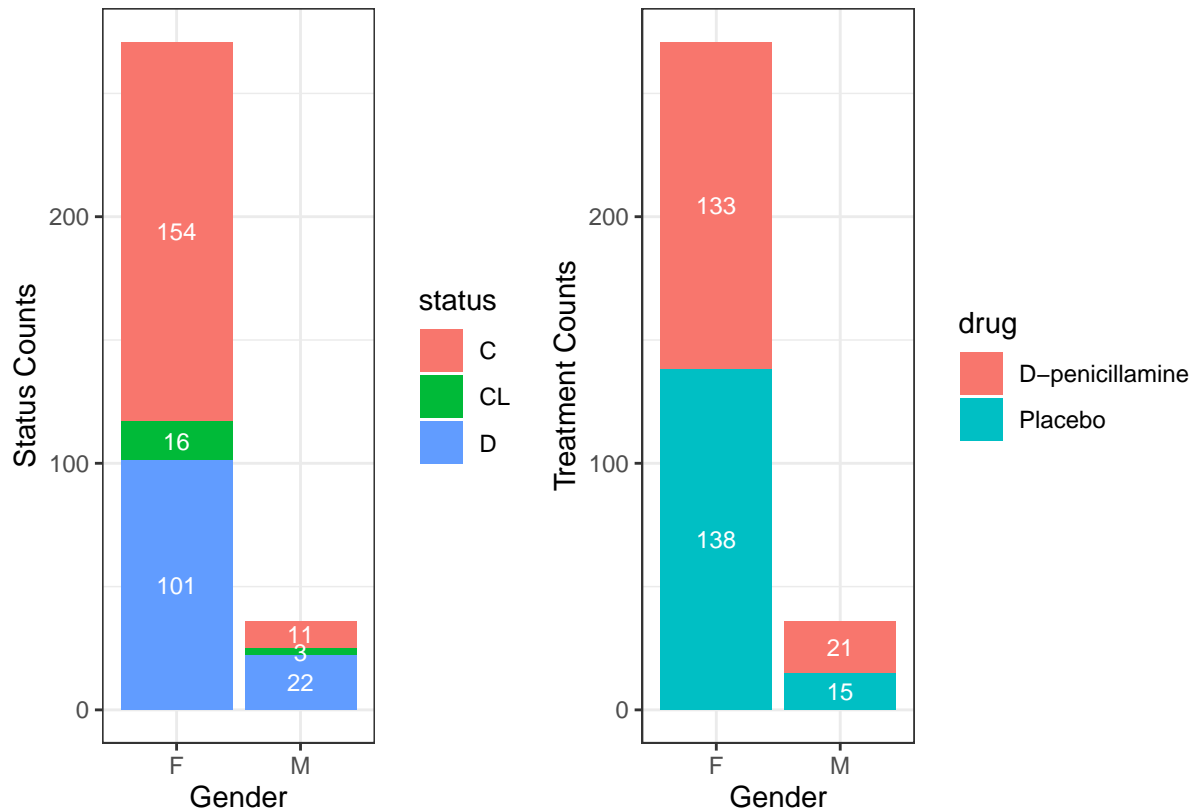 Status Counts
200
100
0
154
16
101
11
3
22
F
M
Gender
status
C
CL
D
Treatment Counts
200
100
0
133
138
21
15
F
M
Gender
drug
D−penicillamine
Placebo